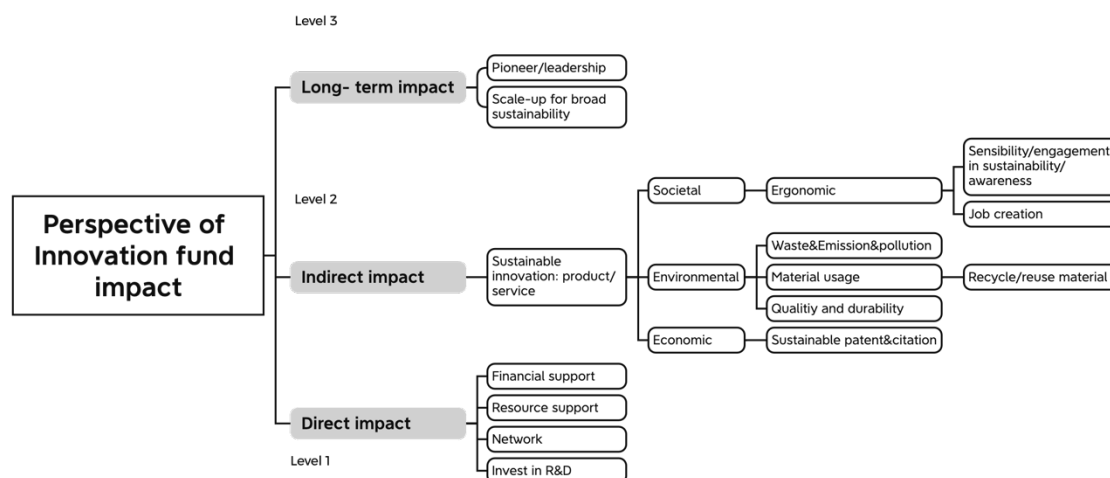 Level 3
Long- term impact
Pioneer/leadership
Scale-up for broad
sustainability
Perspective of
Innovation fund
impact
Level 2
Indirect impact
Sustainable
innovation: product/
service
Societal
Ergonomic
Sensibility/engagement
in sustainability/
awareness
Job creation
Environmental
Waste&Emission&pollution
Material usage
Recycle/reuse material
Qualitiy and durability
Economic
Sustainable patent&citation
Direct impact
Level 1
Financial support
Resource support
Network
Invest in R&D